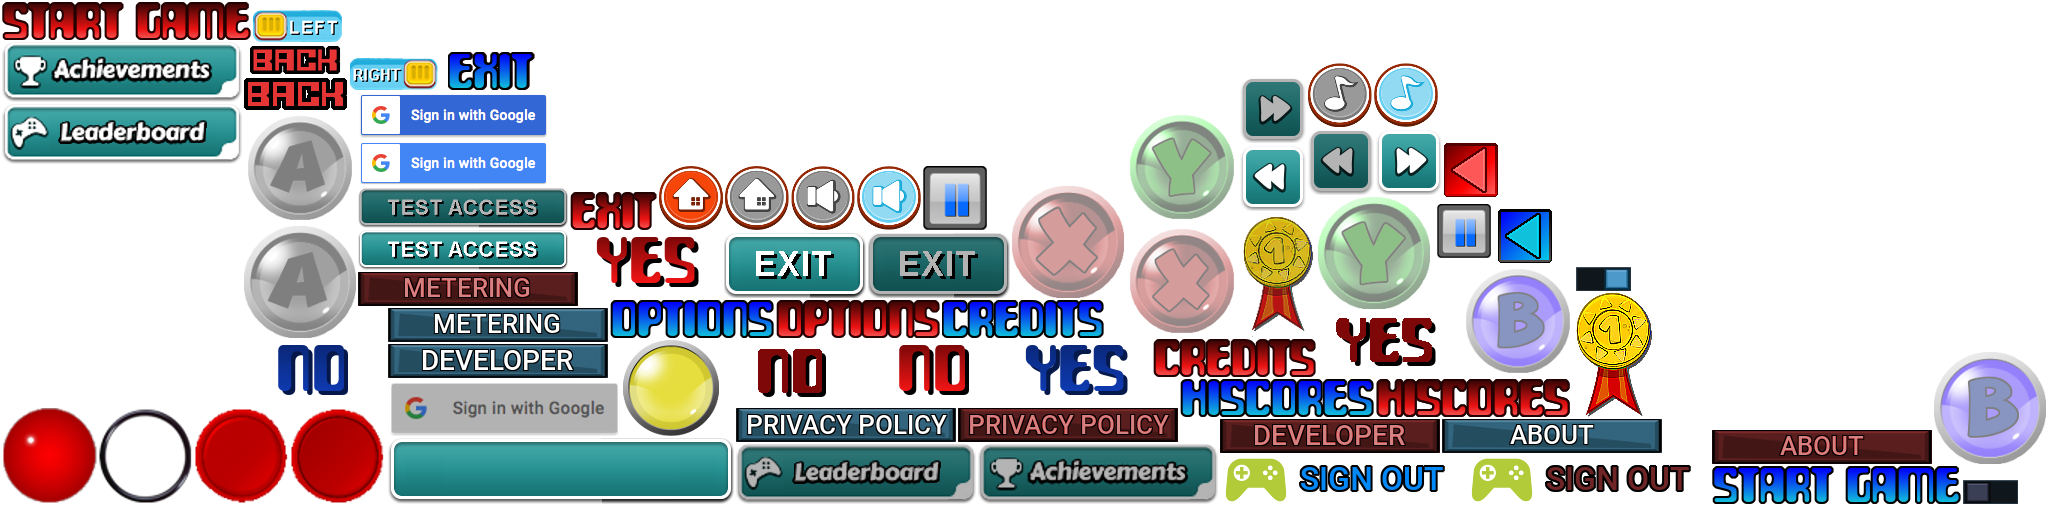 START GAME
LEFT
Achievements
BACK
RIGHT
EXIT
BACK
Sign in with Google
Leaderboard
Sign in with Google
A
Y
TEST ACCESS
EXIT
TEST ACCESS
YES
EXIT
EXIT
X
Y
A
X
1
METERING
OPTIONS
OPTIONS
CREDITS
METERING
B
1
DEVELOPER
NO
NO
NO
YES
CREDITS
YES
Sign in with Google
HISCORES
HISCORES
B
PRIVACY POLICY
PRIVACY POLICY
DEVELOPER
ABOUT
ABOUT
Leaderboard
Achievements
SIGN OUT
SIGN OUT
START GAME